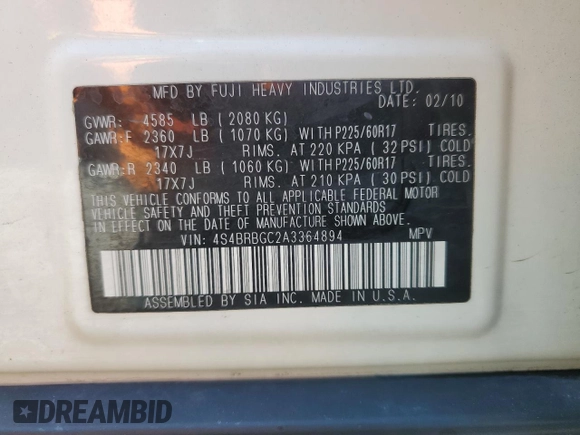 MFD BY FUJI HEAVY INDUSTRIES LTD.
DATE: 02/10
GVWR: 4585 LB (2080 KG)
GAWR:F 2360 LB (1070 KG) WITH P225/60R17 TIRES.
17X7J RIMS. AT 220 KPA (32 PSI) COLD
GAWR:R 2340 LB (1060 KG) WITH P225/60R17 TIRES.
17X7J RIMS. AT 210 KPA (30 PSI) COLD
THIS VEHICLE CONFORMS TO ALL APPLICABLE FEDERAL MOTOR
VEHICLE SAFETY AND THEFT PREVENTION STANDARDS
IN EFFECT ON THE DATE OF MANUFACTURE SHOWN ABOVE.
VIN: 4S4BRBGC2A3364894 MPV
ASSEMBLED BY SIA INC. MADE IN U.S.A.
DREAMBID